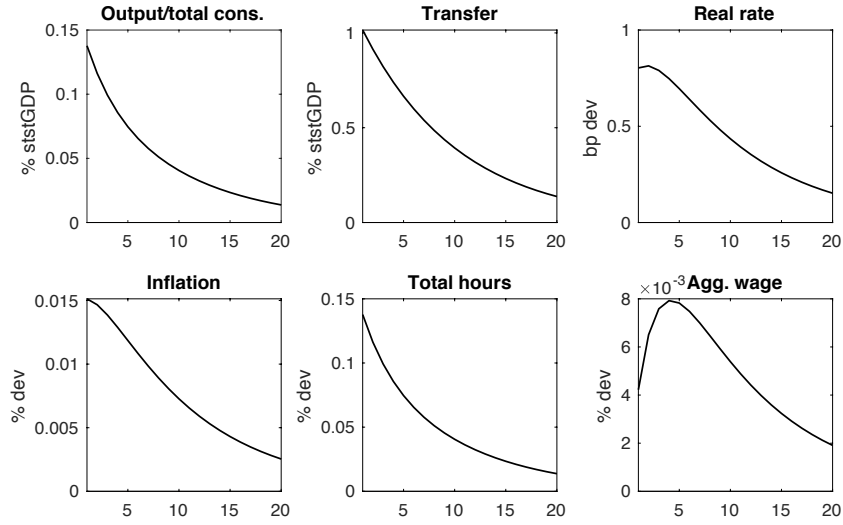 Output/total cons.
0.15
0.1
0.05
0
% ststGDP
5 10 15 20
Transfer
1
0.5
0
% ststGDP
5 10 15 20
Real rate
1
0.5
0
bp dev
5 10 15 20
Inflation
0.015
0.01
0.005
0
% dev
5 10 15 20
Total hours
0.15
0.1
0.05
0
% dev
5 10 15 20
×10⁻³ Agg. wage
8
6
4
2
0
% dev
5 10 15 20